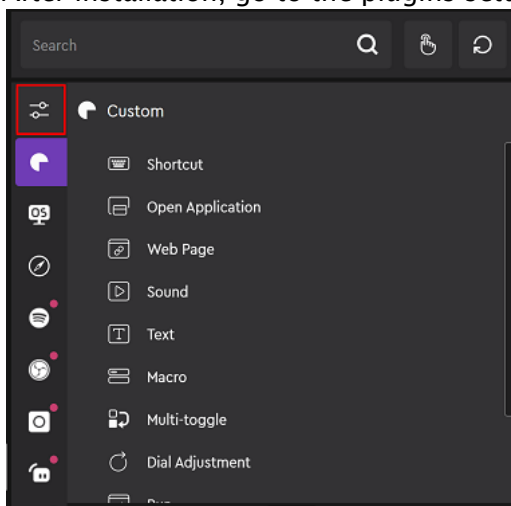 After installation, go to the plugins
Search
Custom
Shortcut
OS
Open Application
Web Page
Sound
Text
Macro
Multi-toggle
Dial Adjustment